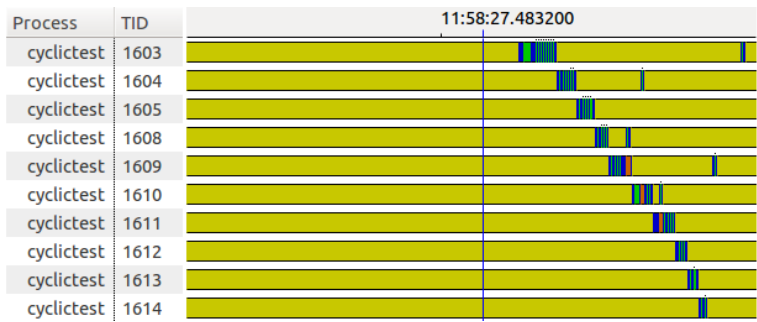 Process TID 11:58:27.483200
cyclictest 1603
cyclictest 1604
cyclictest 1605
cyclictest 1608
cyclictest 1609
cyclictest 1610
cyclictest 1611
cyclictest 1612
cyclictest 1613
cyclictest 1614